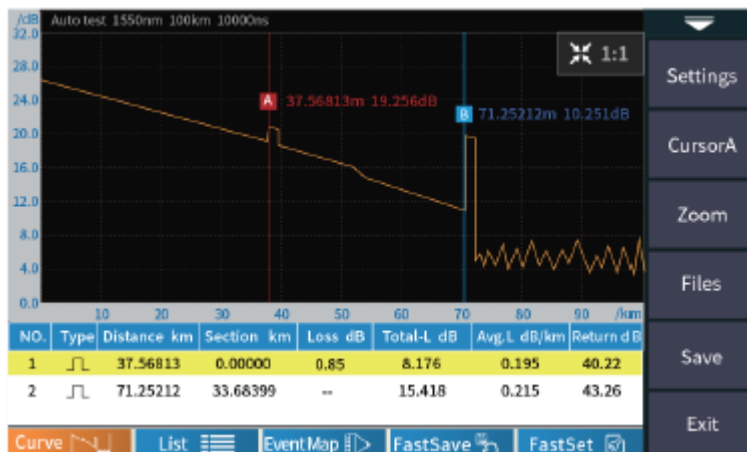 /dB Auto test 1550nm 100km 10000ns
32.0
28.0
24.0
20.0
16.0
12.0
8.0
4.0
0.0
1:1
A 37.56813m 19.256dB
B 71.25212m 10.251dB
10 20 30 40 50 60 70 80 90 /km
NO. Type Distance km Section km Loss dB Total-L dB Avg.L dB/km Return dB
1 37.56813 0.00000 0.85 8.176 0.195 40.22
2 71.25212 33.68399 -- 15.418 0.215 43.26
Curve List EventMap FastSave FastSet
Settings
CursorA
Zoom
Files
Save
Exit